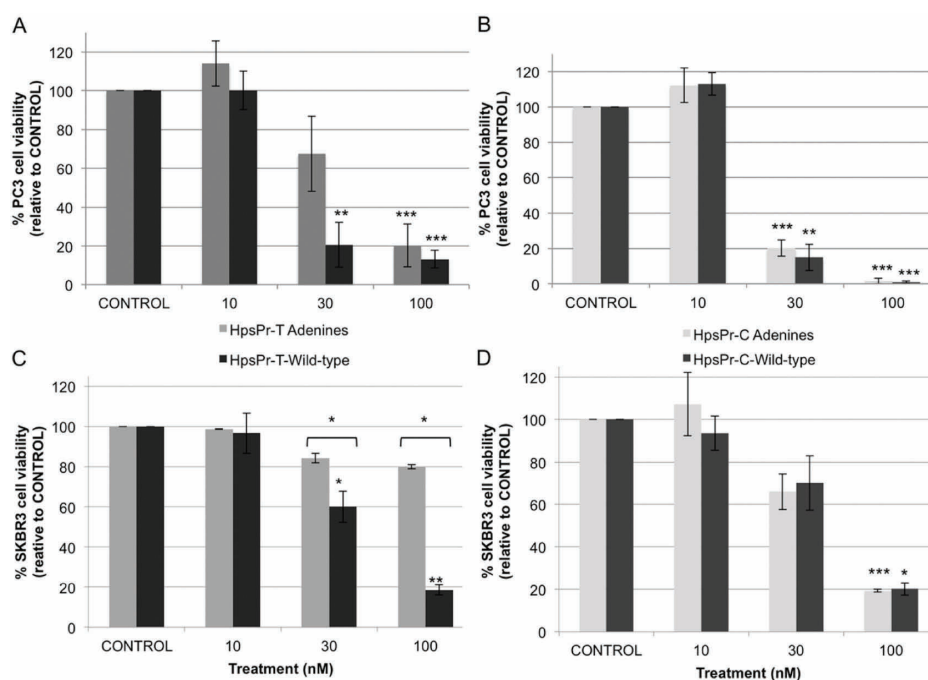 A
% PC3 cell viability
(relative to CONTROL)
120
100
80
60
40
20
0
**
***
***
CONTROL
10
30
100
HpsPr-T Adenines
HpsPr-T-Wild-type
B
% PC3 cell viability
(relative to CONTROL)
120
100
80
60
40
20
0
***
**
***
***
CONTROL
10
30
100
HpsPr-C Adenines
HpsPr-C-Wild-type
C
% SKBR3 cell viability
(reative to CONTROL)
120
100
80
60
40
20
0
*
*
*
**
CONTROL
10
30
100
Treatment (nM)
D
% SKBR3 cell viability
(relative to CONTROL)
120
100
80
60
40
20
0
***
*
CONTROL
10
30
100
Treatment (nM)